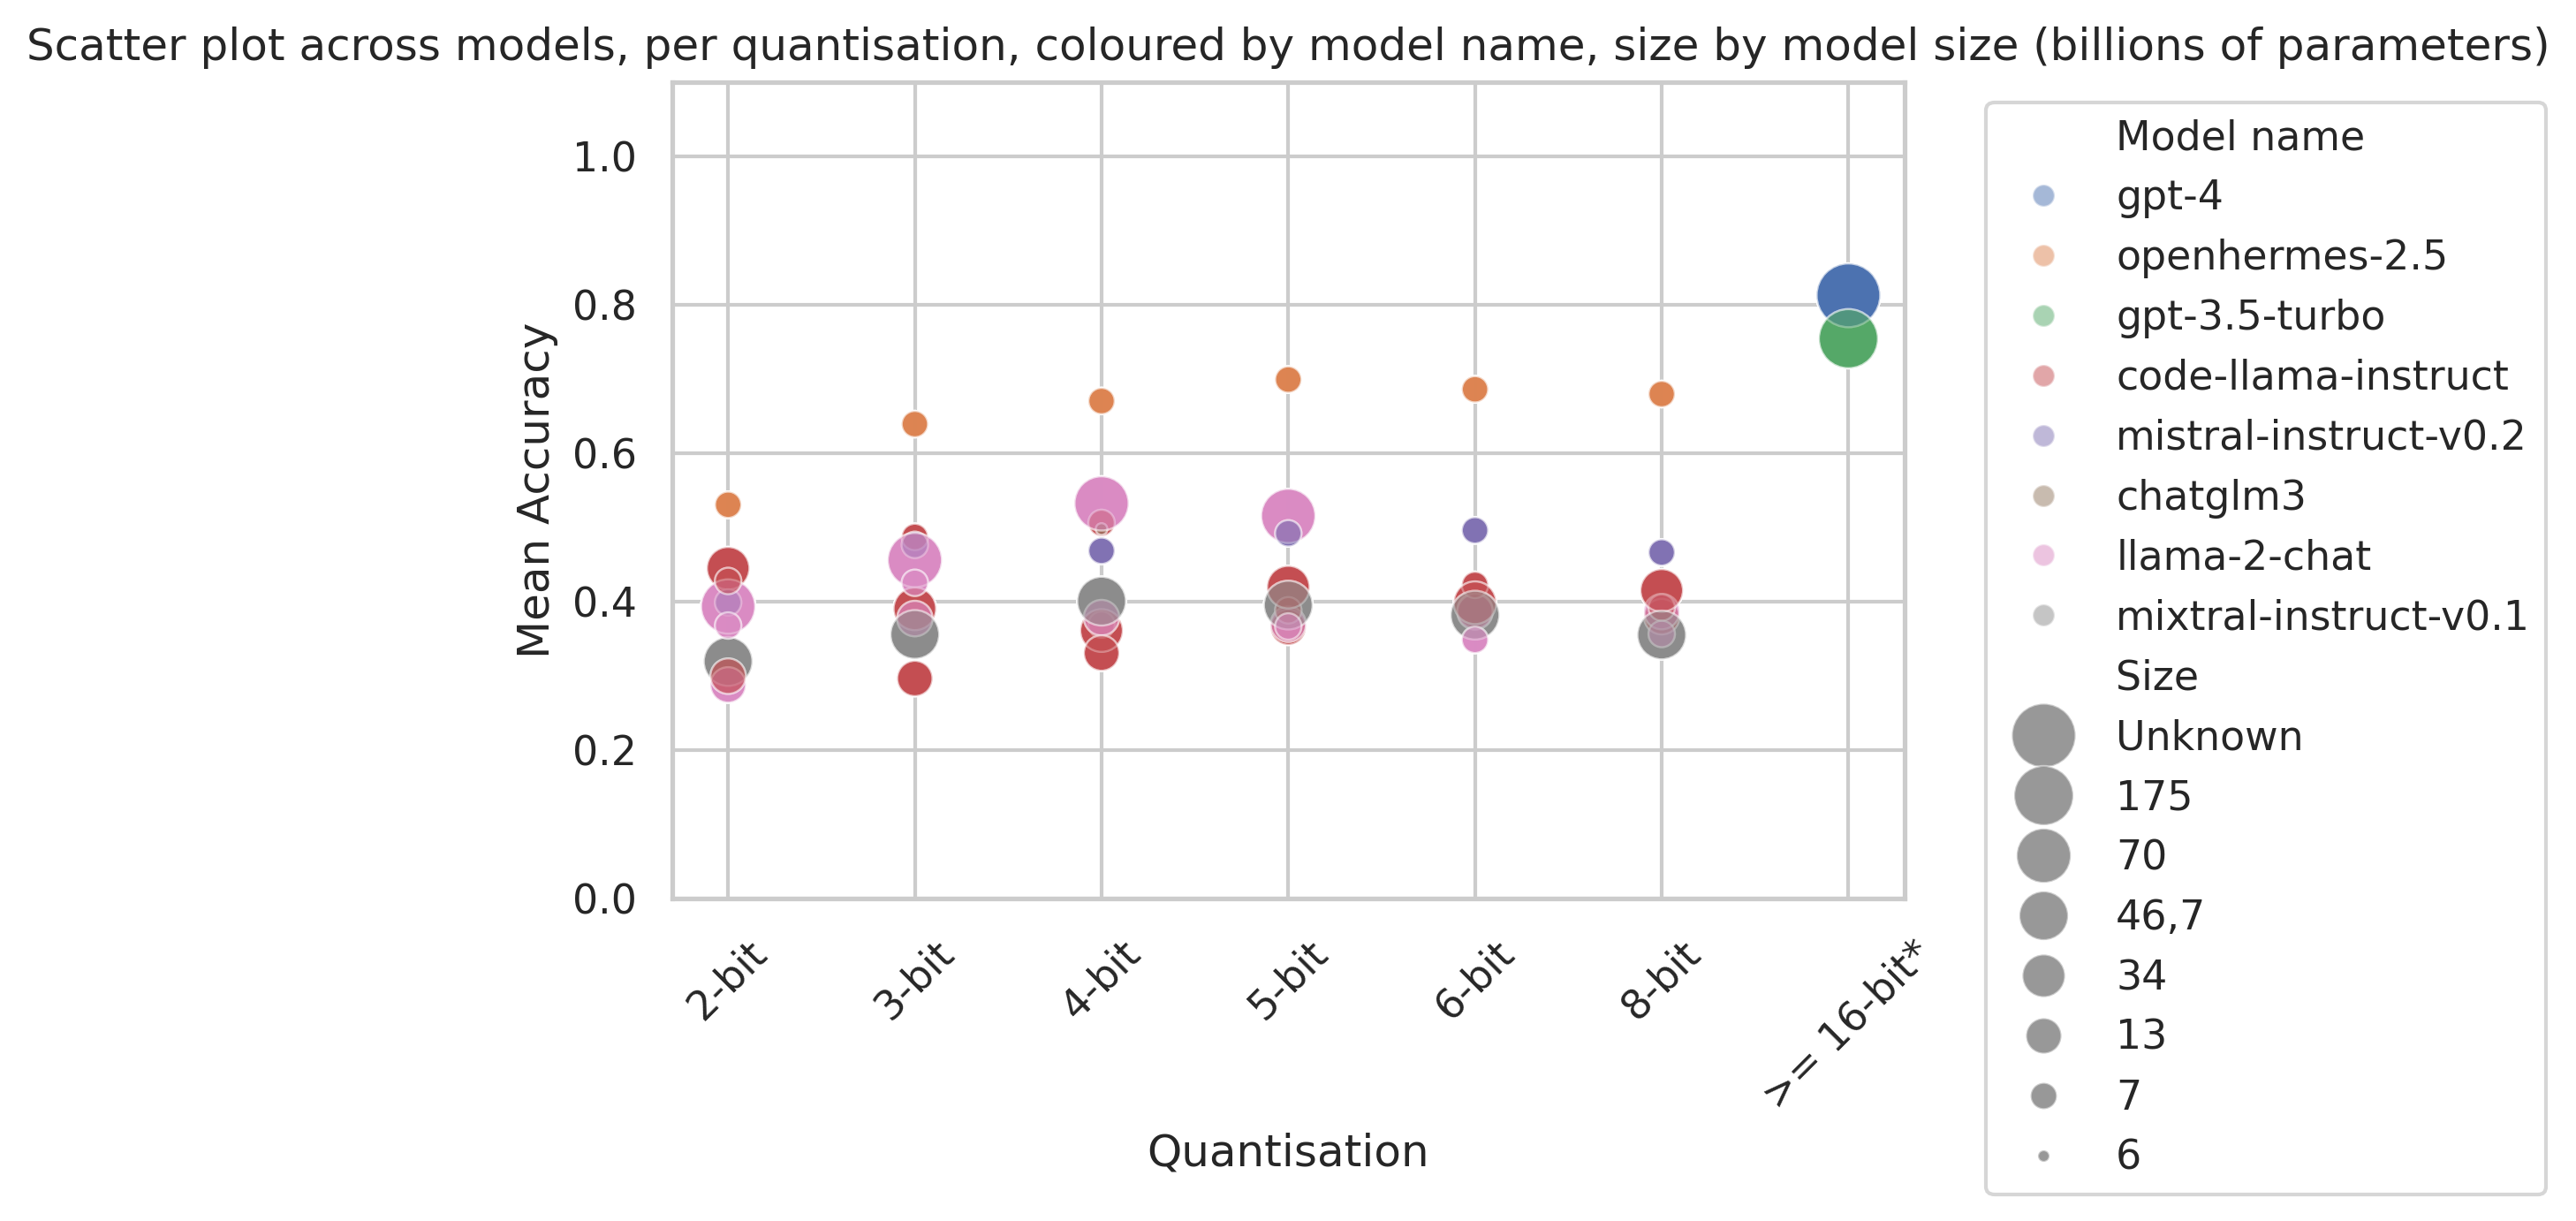 Scatter plot across models, per quantisation, coloured by model name, size by model size (billions of parameters)
1.0
0.8
0.6
0.4
0.2
0.0
Mean Accuracy
2-bit
3-bit
4-bit
5-bit
6-bit
8-bit
>= 16-bit*
Quantisation
Model name
gpt-4
openhermes-2.5
gpt-3.5-turbo
code-llama-instruct
mistral-instruct-v0.2
chatglm3
llama-2-chat
mixtral-instruct-v0.1
Size
Unknown
175
70
46,7
34
13
7
6